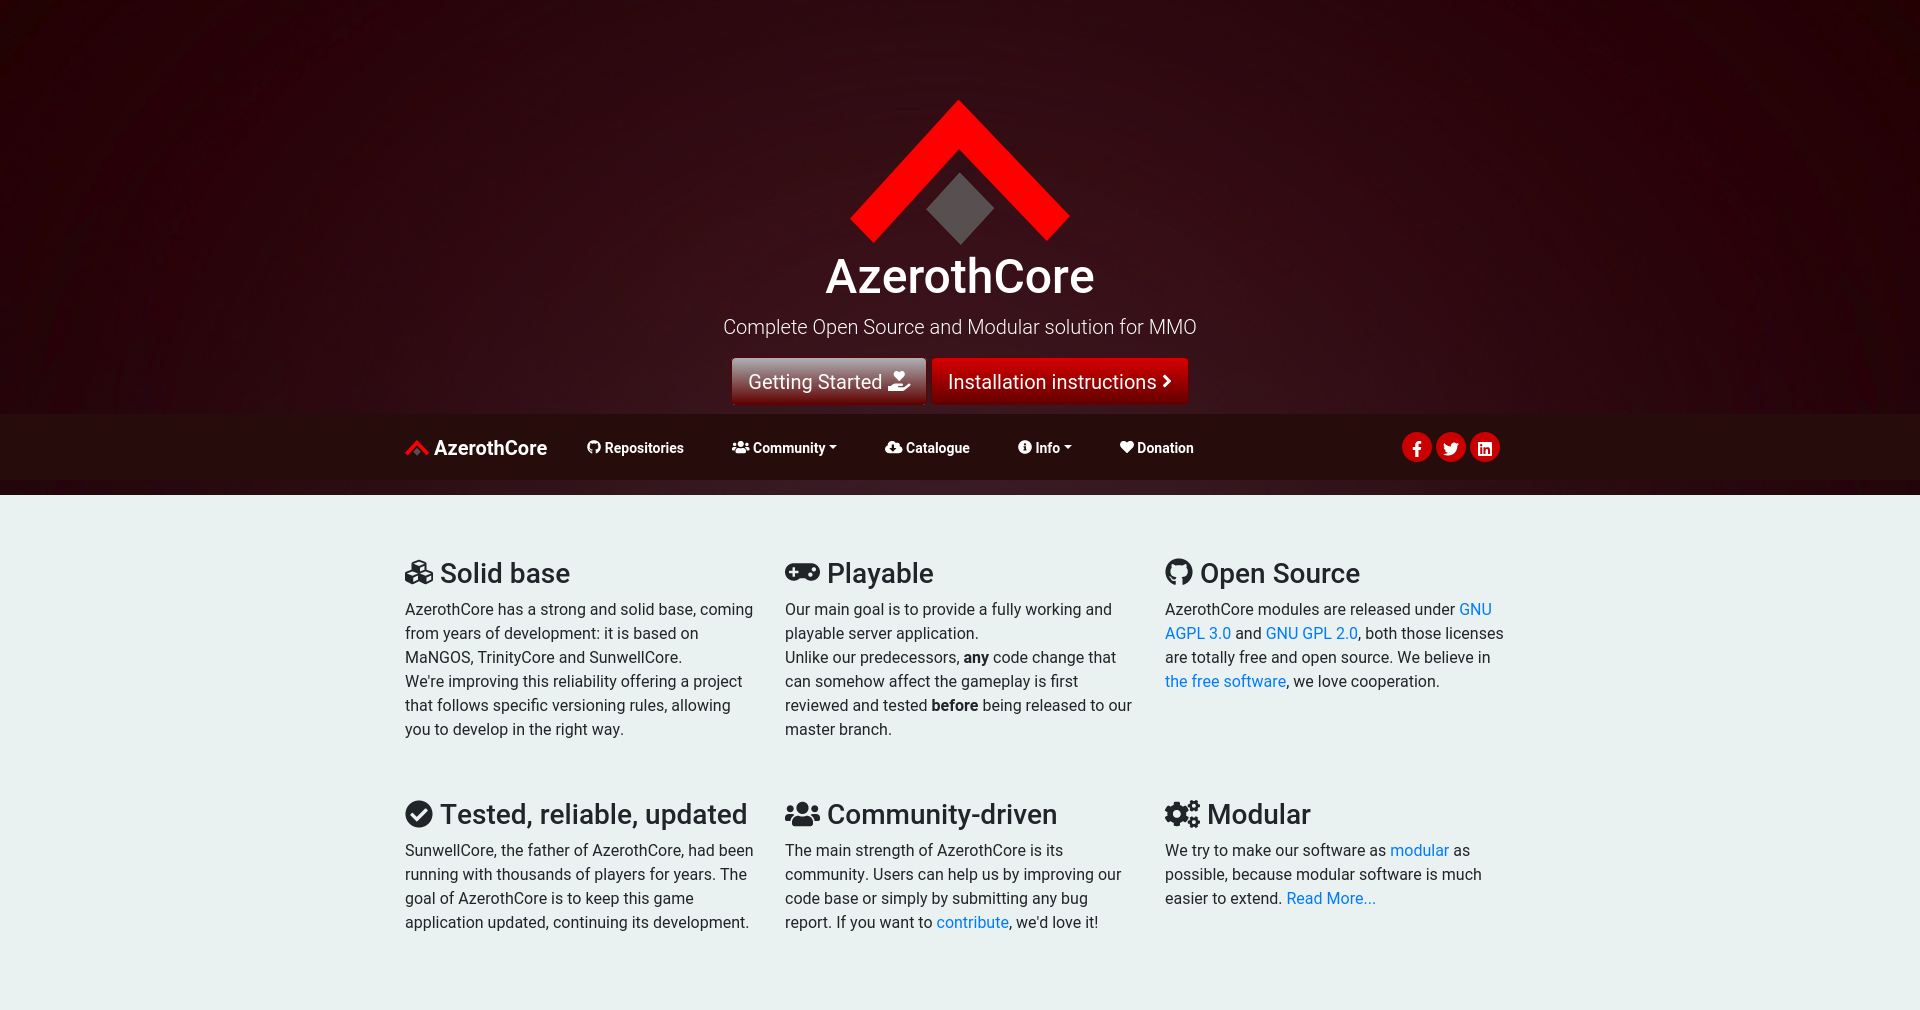 AzerothCore
Complete Open Source and Modular solution for MMO
Getting Started
Installation instructions
AzerothCore
Repositories
Community
Catalogue
Info
Donation
Solid base
AzerothCore has a strong and solid base, coming
from years of development: it is based on
MaNGOS, TrinityCore and SunwellCore.
We're improving this reliability offering a project
that follows specific versioning rules, allowing
you to develop in the right way.
Playable
Our main goal is to provide a fully working and
playable server application.
Unlike our predecessors, any code change that
can somehow affect the gameplay is first
reviewed and tested before being released to our
master branch.
Open Source
AzerothCore modules are released under GNU
AGPL 3.0 and GNU GPL 2.0, both those licenses
are totally free and open source. We believe in
the free software, we love cooperation.
Tested, reliable, updated
SunwellCore, the father of AzerothCore, had been
running with thousands of players for years. The
goal of AzerothCore is to keep this game
application updated, continuing its development.
Community-driven
The main strength of AzerothCore is its
community. Users can help us by improving our
code base or simply by submitting any bug
report. If you want to contribute, we'd love it!
Modular
We try to make our software as modular as
possible, because modular software is much
easier to extend. Read More...